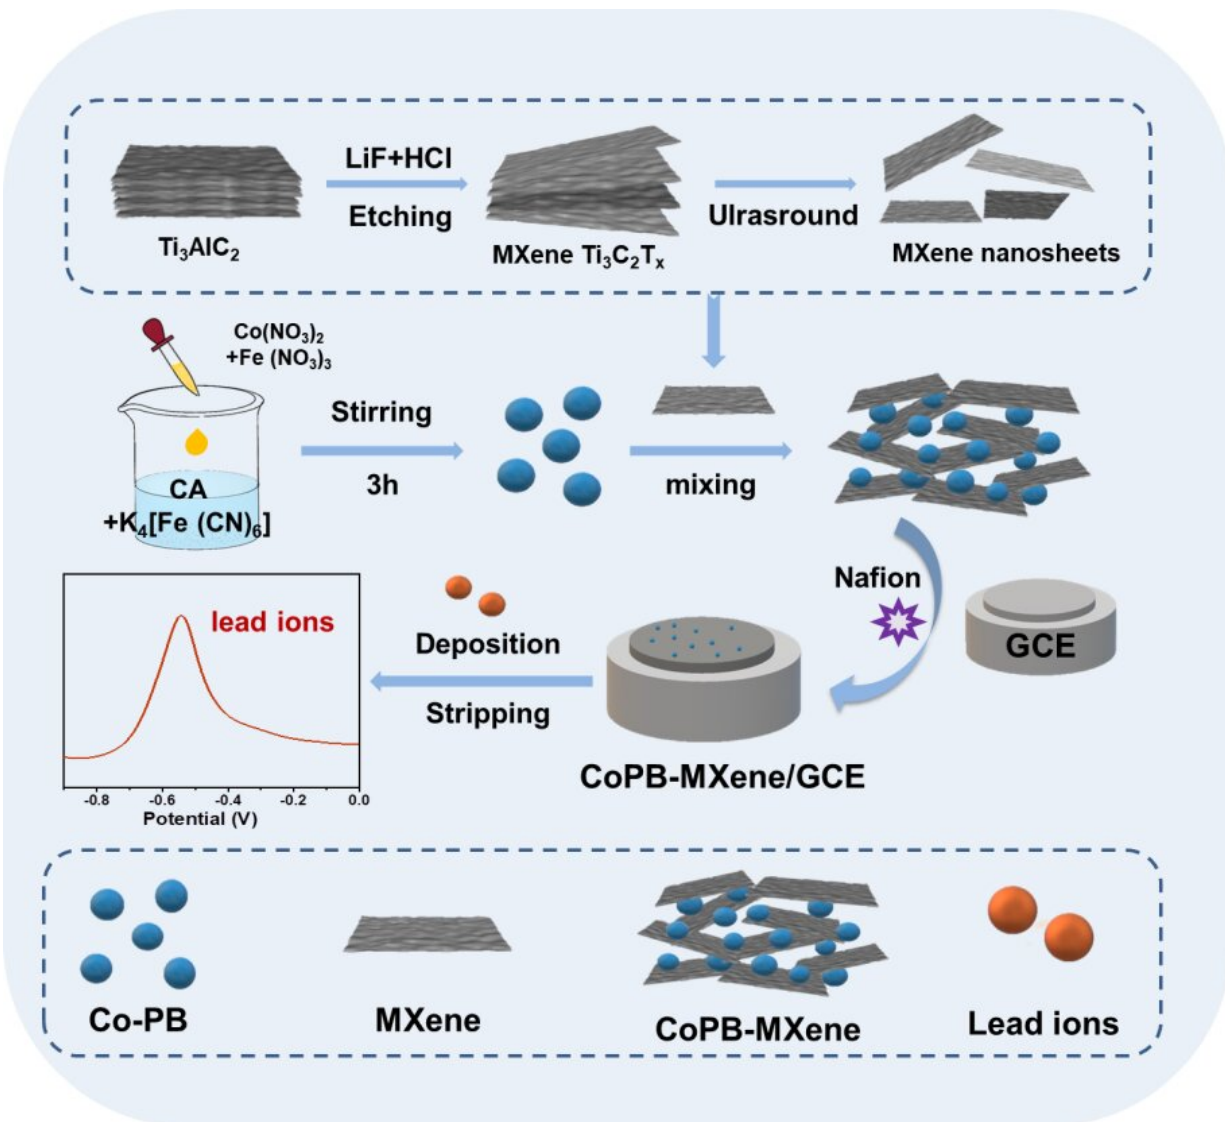 LiF+HCl
Etching
Ulrasround
Ti₃AlC₂
MXene Ti₃C₂Tₓ
MXene nanosheets
Co(NO₃)₂
+Fe (NO₃)₃
Stirring
3h
mixing
CA
+K₄[Fe (CN)₆]
Nafion
GCE
lead ions
Deposition
Stripping
CoPB-MXene/GCE
-0.8 -0.6 -0.4 -0.2 0.0
Potential (V)
Co-PB
MXene
CoPB-MXene
Lead ions